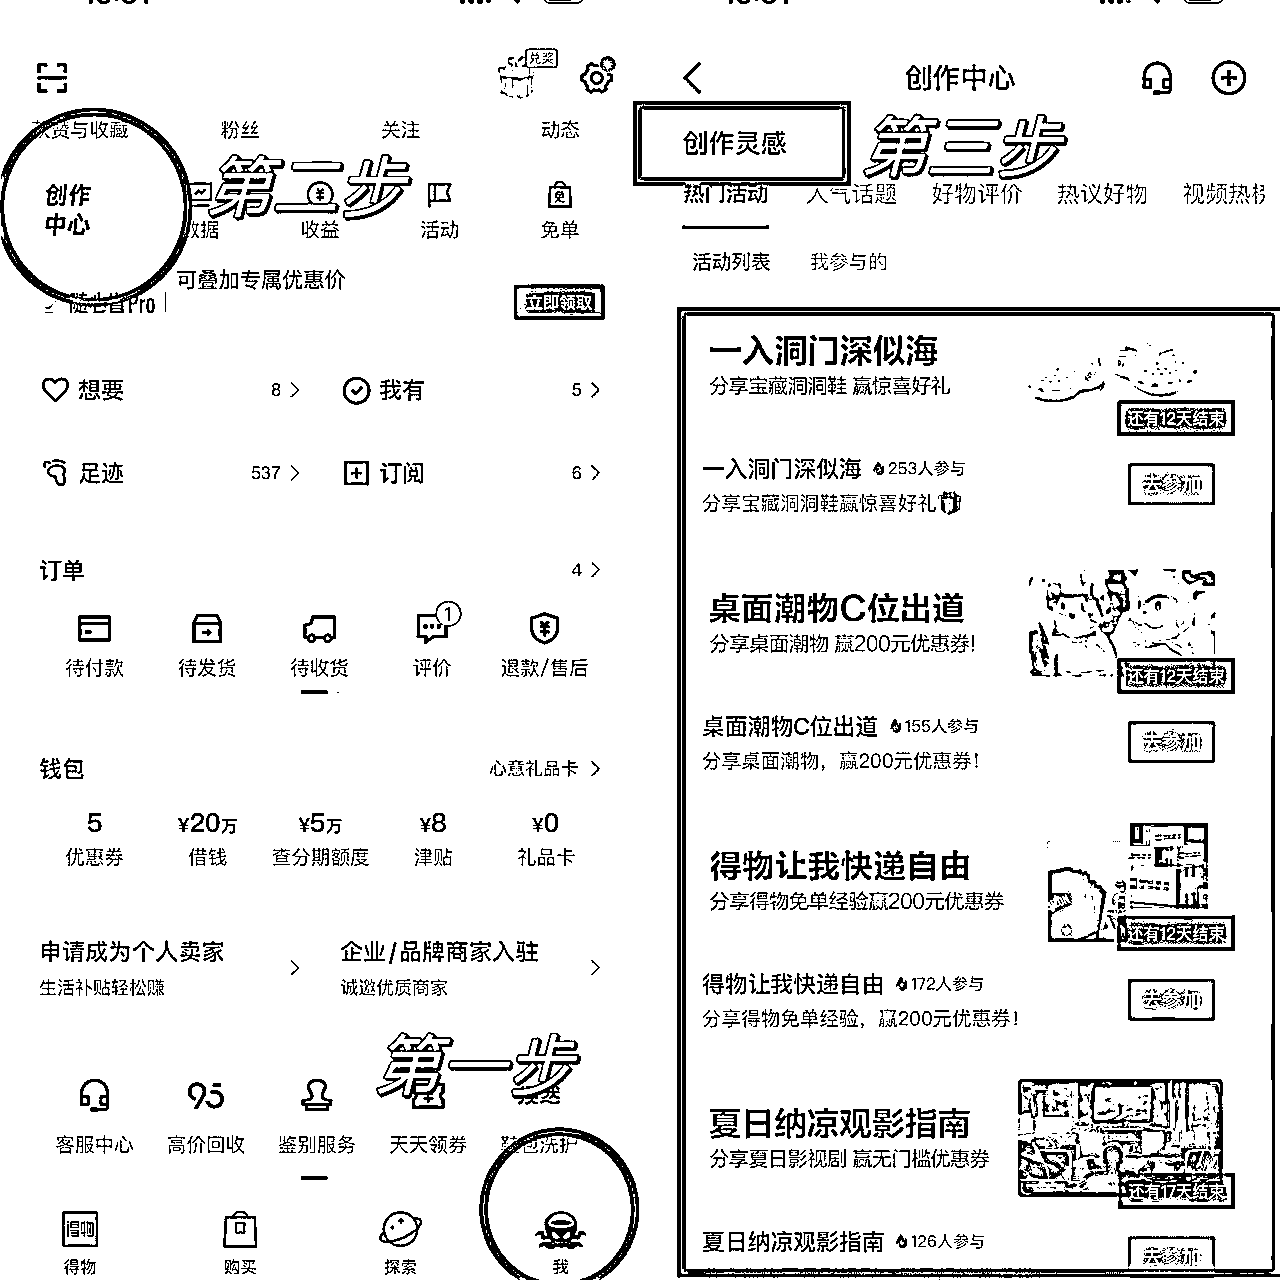 兑奖
获赞与收藏
粉丝
关注
动态
创作
中心
第二步
数据
收益
活动
免单
可叠加专属优惠价
随心省Pro
立即领取
想要
8
我有
5
足迹
537
订阅
6
订单
4
1
待付款
待发货
待收货
评价
退款/售后
钱包
心意礼品卡
5
¥20万
¥5万
¥8
¥0
优惠券
借钱
查分期额度
津贴
礼品卡
申请成为个人卖家
生活补贴轻松赚
企业/品牌商家入驻
诚邀优质商家
第一步
95
客服中心
高价回收
鉴别服务
天天领券
鞋包洗护
得物
得物
购买
探索
我
创作中心
创作灵感
第三步
热门活动
人气话题
好物评价
热议好物
视频热榜
活动列表
我参与的
一入洞门深似海
分享宝藏洞洞鞋 赢惊喜好礼
还有12天结束
一入洞门深似海
253人参与
分享宝藏洞洞鞋赢惊喜好礼
去参加
桌面潮物C位出道
分享桌面潮物 赢200元优惠券!
还有12天结束
桌面潮物C位出道
155人参与
分享桌面潮物，赢200元优惠券!
去参加
得物让我快递自由
分享得物免单经验赢200元优惠券
还有12天结束
得物让我快递自由
172人参与
分享得物免单经验，赢200元优惠券!
去参加
夏日纳凉观影指南
分享夏日影视剧 赢无门槛优惠券
还有17天结束
夏日纳凉观影指南
126人参与
去参加